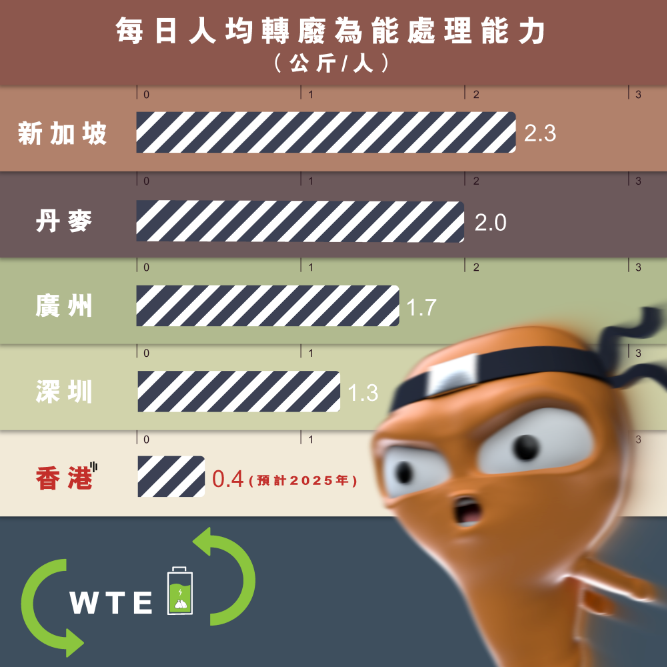 每日人均轉廢為能處理能力
（公斤/人）
0 1 2 3
新加坡 2.3
0 1 2 3
丹麥 2.0
0 1 2 3
廣州 1.7
0 1 3
深圳 1.3
0 1 3
香港 0.4 (預計2025年)
WTE